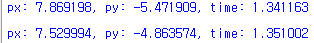 px: 7.869198, py: -5.471909, time: 1.341163
px: 7.529994, py: -4.863574, time: 1.351002